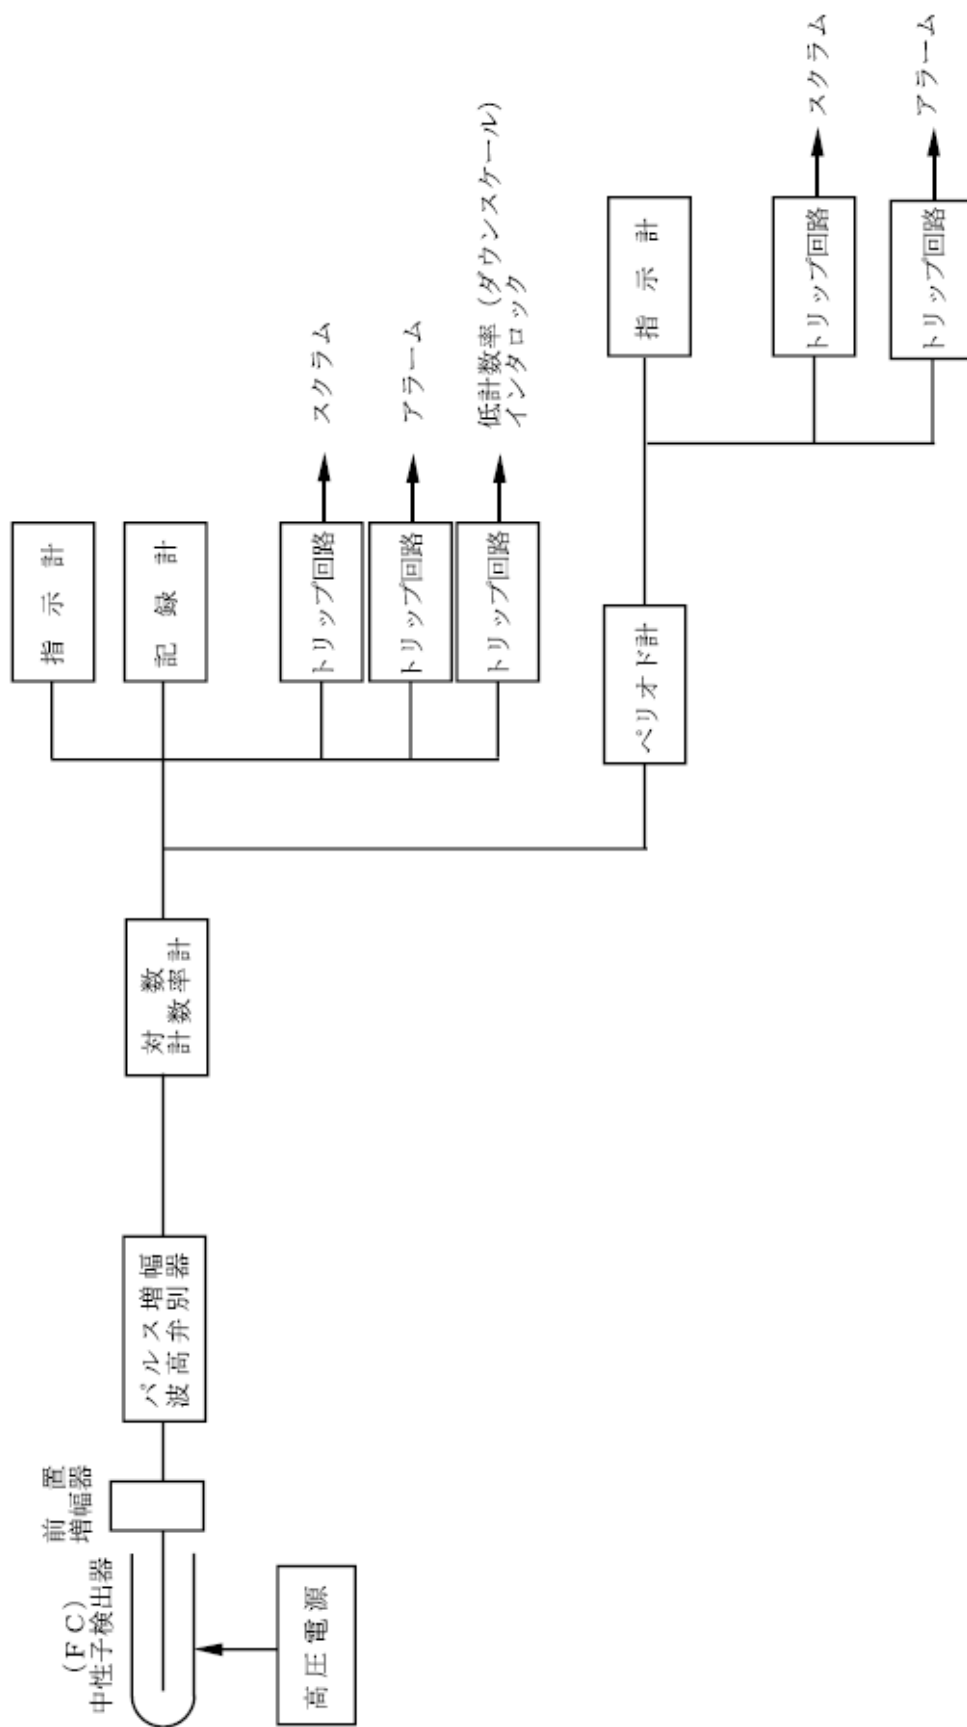 (FC)
中性子検出器
前置
増幅器
高圧電源
パルス増幅
波高弁別器
対数
計数率計
指示計
記録計
トリップ回路
スクラム
トリップ回路
アラーム
トリップ回路
低計数率(ダウンスケール)
インタロック
ペリオド計
指示計
トリップ回路
スクラム
トリップ回路
アラーム